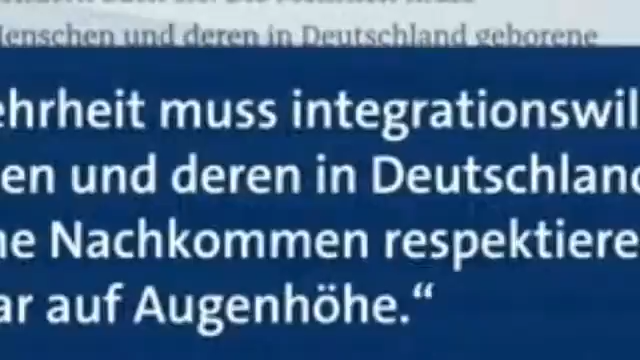 Menschen und deren in Deutschland geborene
ehrheit muss integrationswil
en und deren in Deutschland
ne Nachkommen respektiere
ar auf Augenhöhe.“